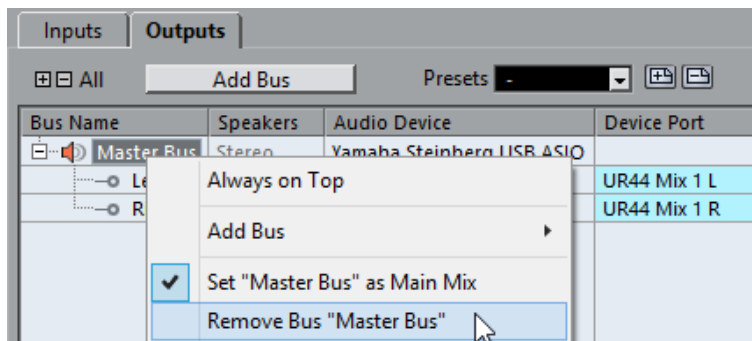 Inputs Outputs
All Add Bus Presets -
Bus Name Speakers Audio Device Device Port
Master Bus Stereo Yamaha Steinberg USB ASIO
Always on Top UR44 Mix 1 L
UR44 Mix 1 R
Add Bus
Set "Master Bus" as Main Mix
Remove Bus "Master Bus"